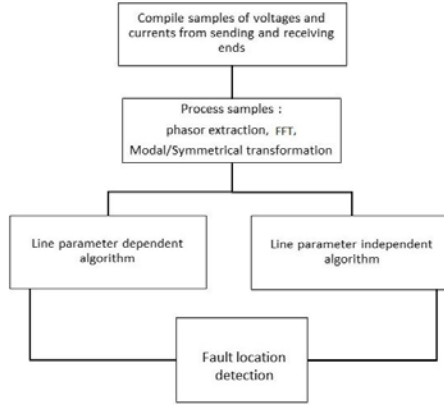 Compile samples of voltages and
currents from sending and receiving
ends
Process samples :
phasor extraction, FFT,
Modal/Symmetrical transformation
Line parameter dependent
algorithm
Line parameter independent
algorithm
Fault location
detection